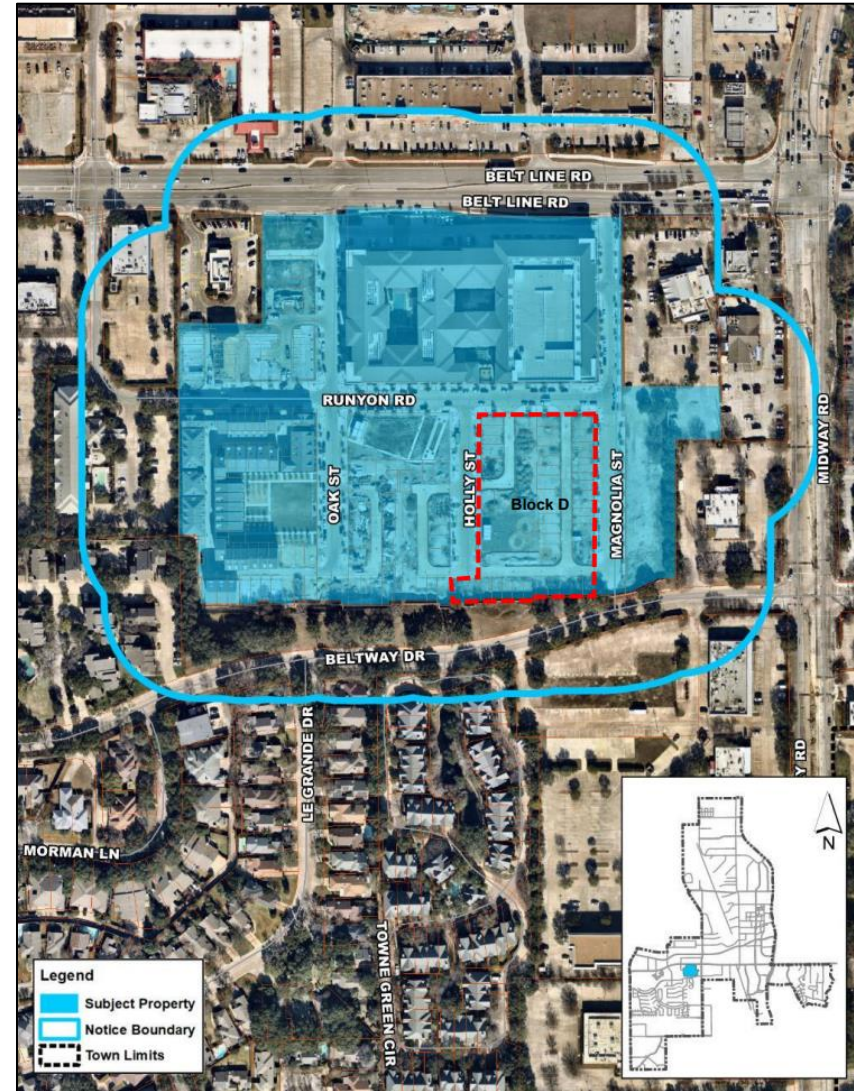 BELT LINE RD
BELT LINE RD
RUNYON RD
OAK ST
HOLLY ST
Block D
MAGNOLIA ST
MIDWAY RD
BELTWAY DR
LE GRANDE DR
MORMAN LN
TOWNE GREEN CIR
Y RD
N
Legend
Subject Property
Notice Boundary
Town Limits